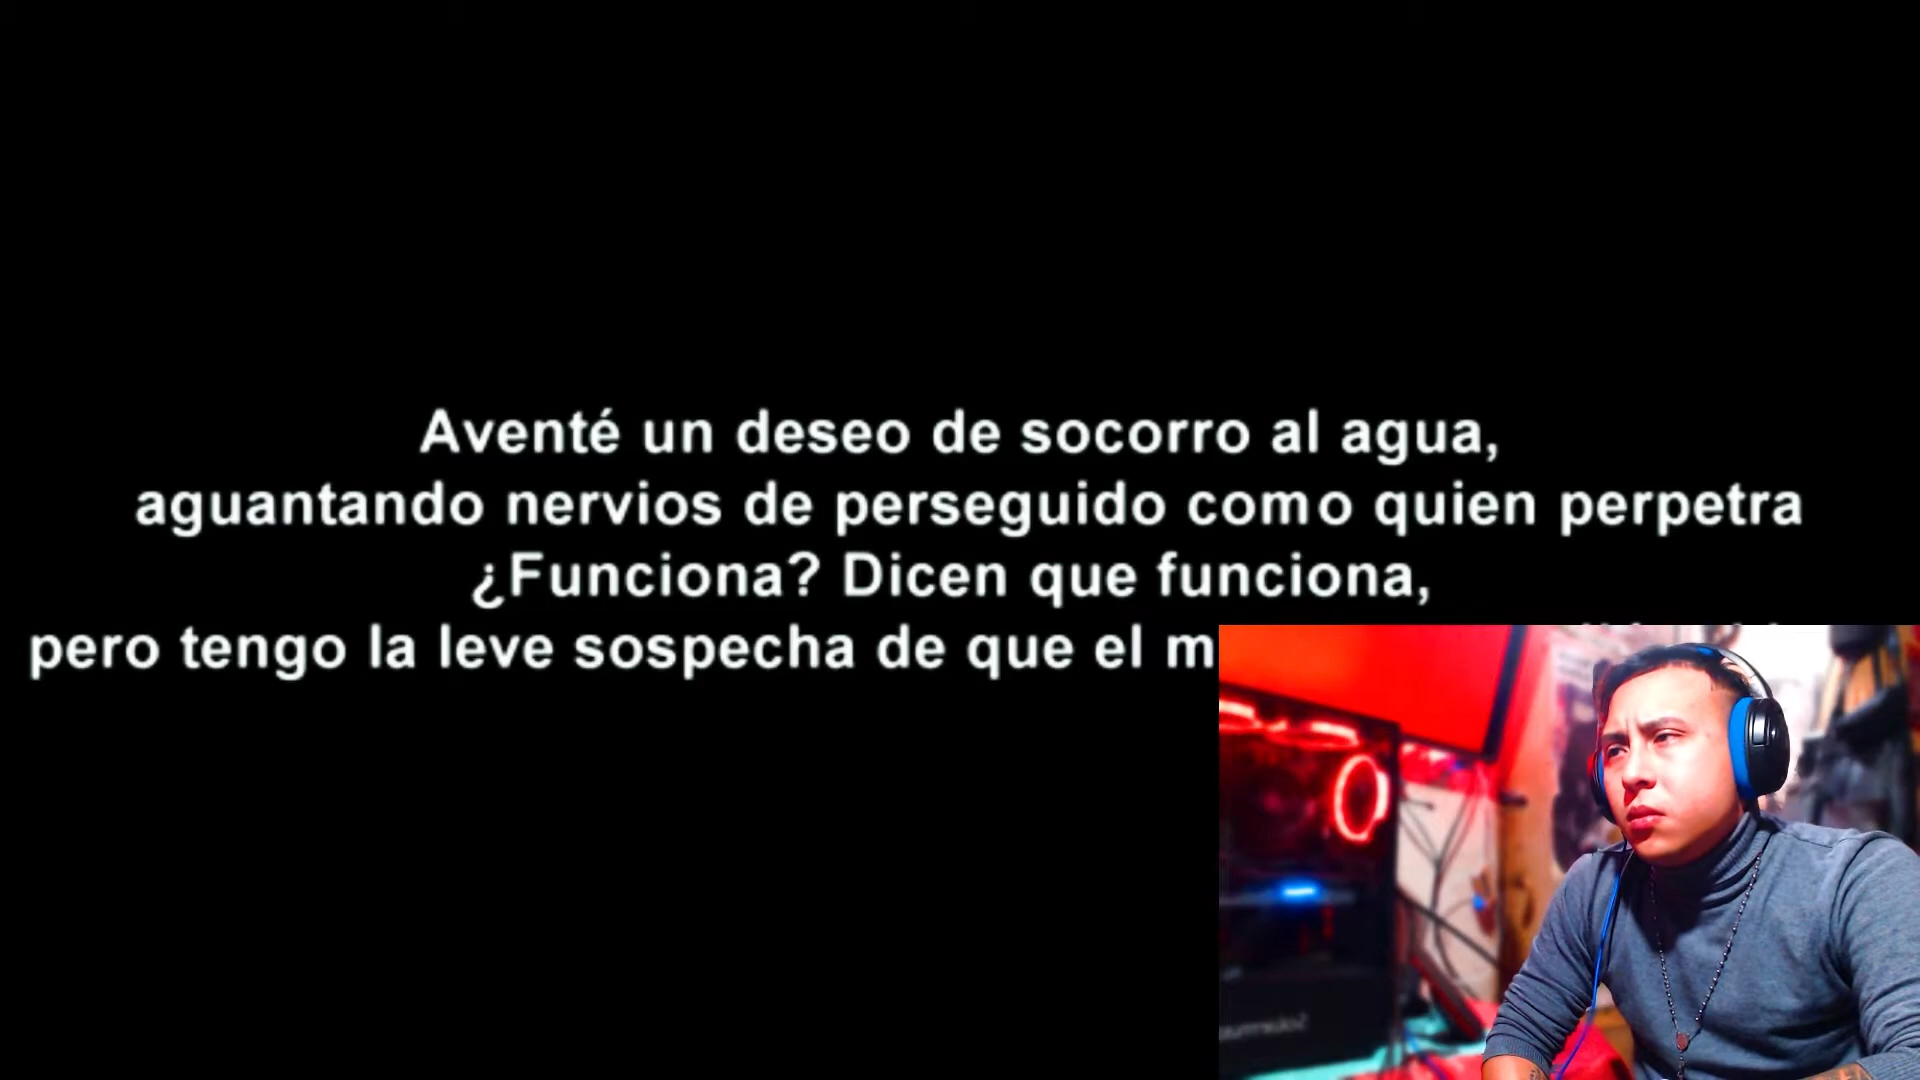 Aventé un deseo de socorro al agua,
aguantando nervios de perseguido como quien perpetra
¿Funciona? Dicen que funciona,
pero tengo la leve sospecha de que el